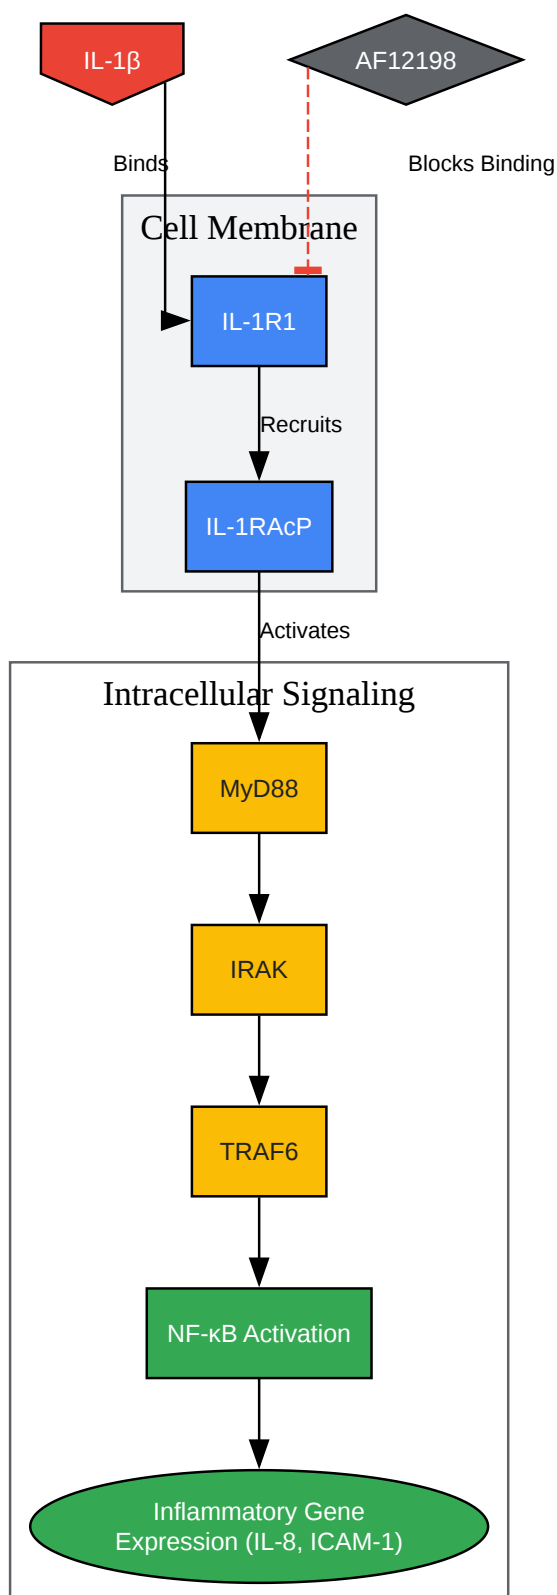 IL-1β
AF12198
Binds
Blocks Binding
Cell Membrane
IL-1R1
Recruits
IL-1RAcP
Activates
Intracellular Signaling
MyD88
IRAK
TRAF6
NF-κB Activation
Inflammatory Gene
Expression (IL-8, ICAM-1)